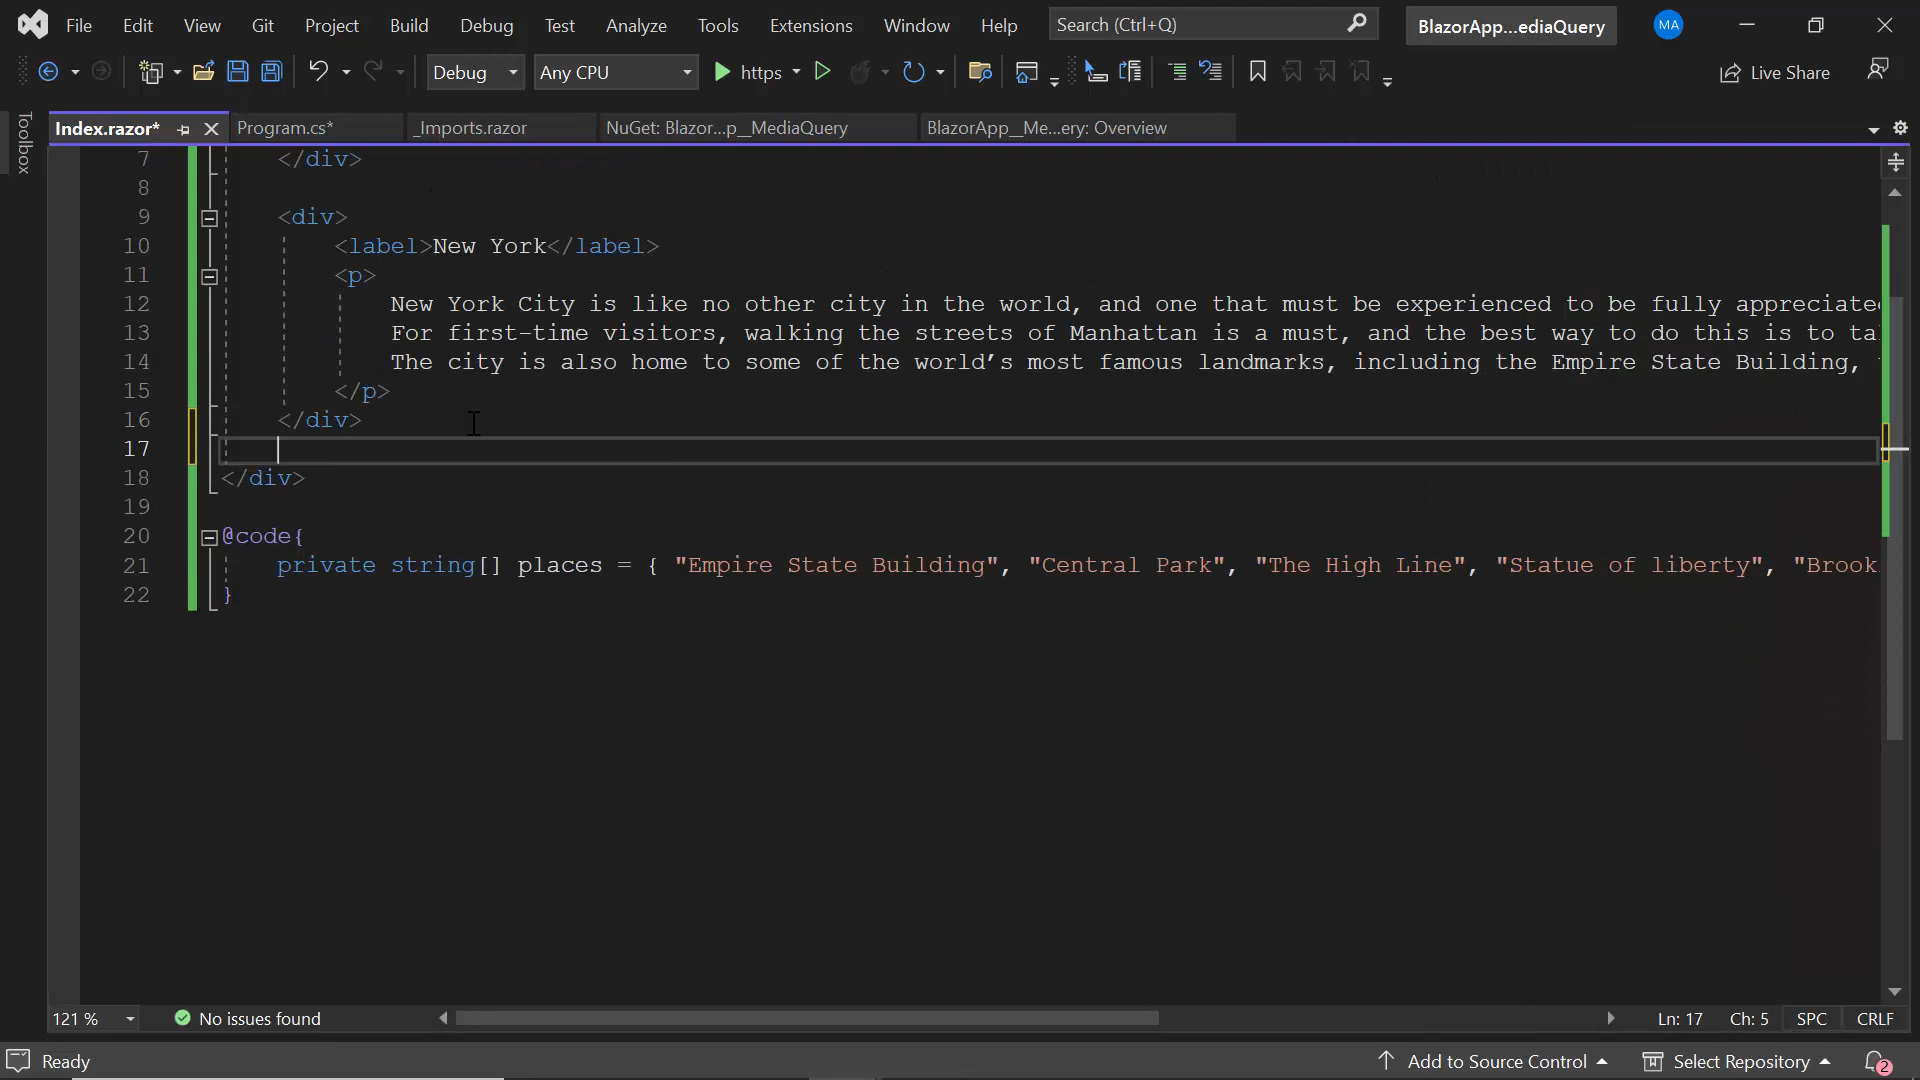 File Edit View Git Project Build Debug Test Analyze Tools Extensions Window Help Search (Ctrl+Q) BlazorApp...ediaQuery MA
Debug Any CPU https Live Share
Toolbox
Index.razor* Program.cs* _Imports.razor NuGet: Blazor...p__MediaQuery BlazorApp__Me...ery: Overview
7 </div>
8
9 <div>
10 <label>New York</label>
11 <p>
12 New York City is like no other city in the world, and one that must be experienced to be fully appreciate
13 For first-time visitors, walking the streets of Manhattan is a must, and the best way to do this is to ta
14 The city is also home to some of the world’s most famous landmarks, including the Empire State Building,
15 </p>
16 </div>
17
18 </div>
19
20 @code{
21 private string[] places = { "Empire State Building", "Central Park", "The High Line", "Statue of liberty", "Brook
22 }
121 % No issues found Ln: 17 Ch: 5 SPC CRLF
Ready Add to Source Control Select Repository 2